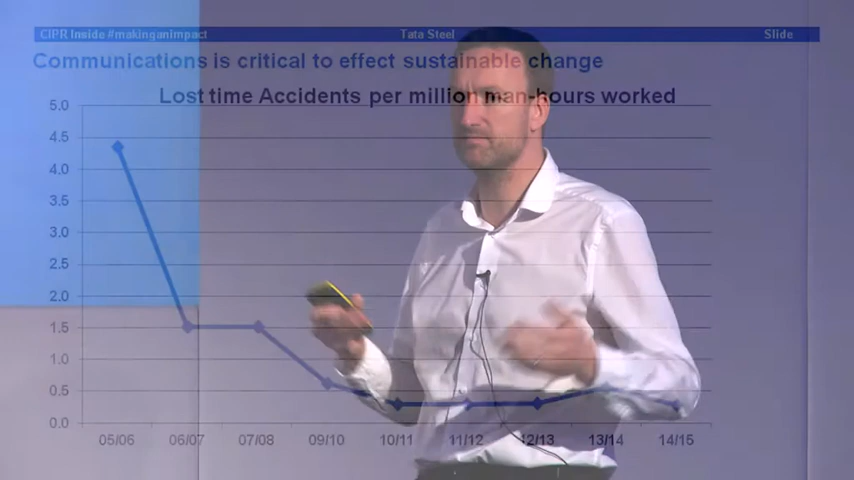 CIPR Inside #makinganimpact Tata Steel Slide
Communications is critical to effect sustainable change
Lost time Accidents per million man-hours worked
5.0
4.5
4.0
3.5
3.0
2.5
2.0
1.5
1.0
0.5
0.0
05/06 06/07 07/08 09/10 10/11 11/12 12/13 13/14 14/15